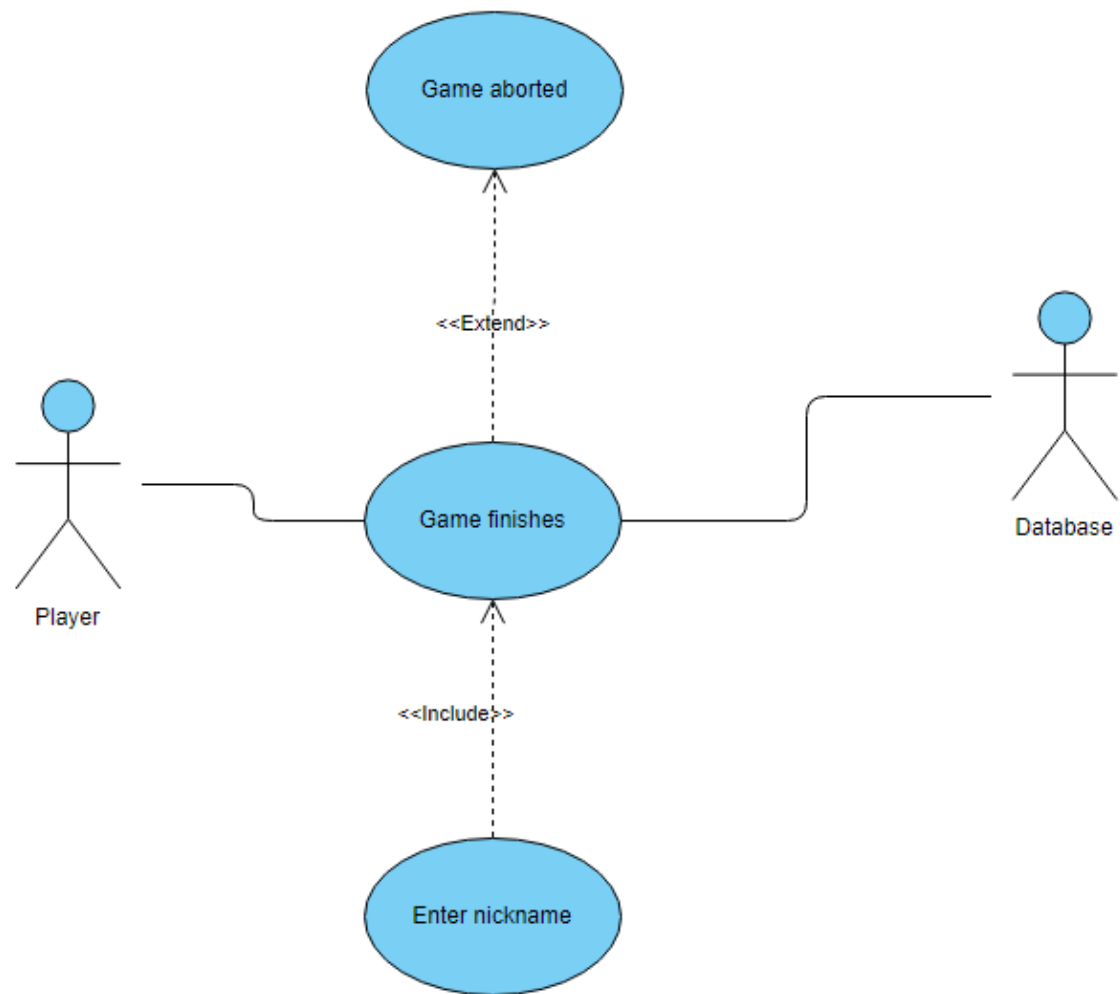 Game aborted
<<Extend>>
Game finishes
Database
Player
<<Include>>
Enter nickname